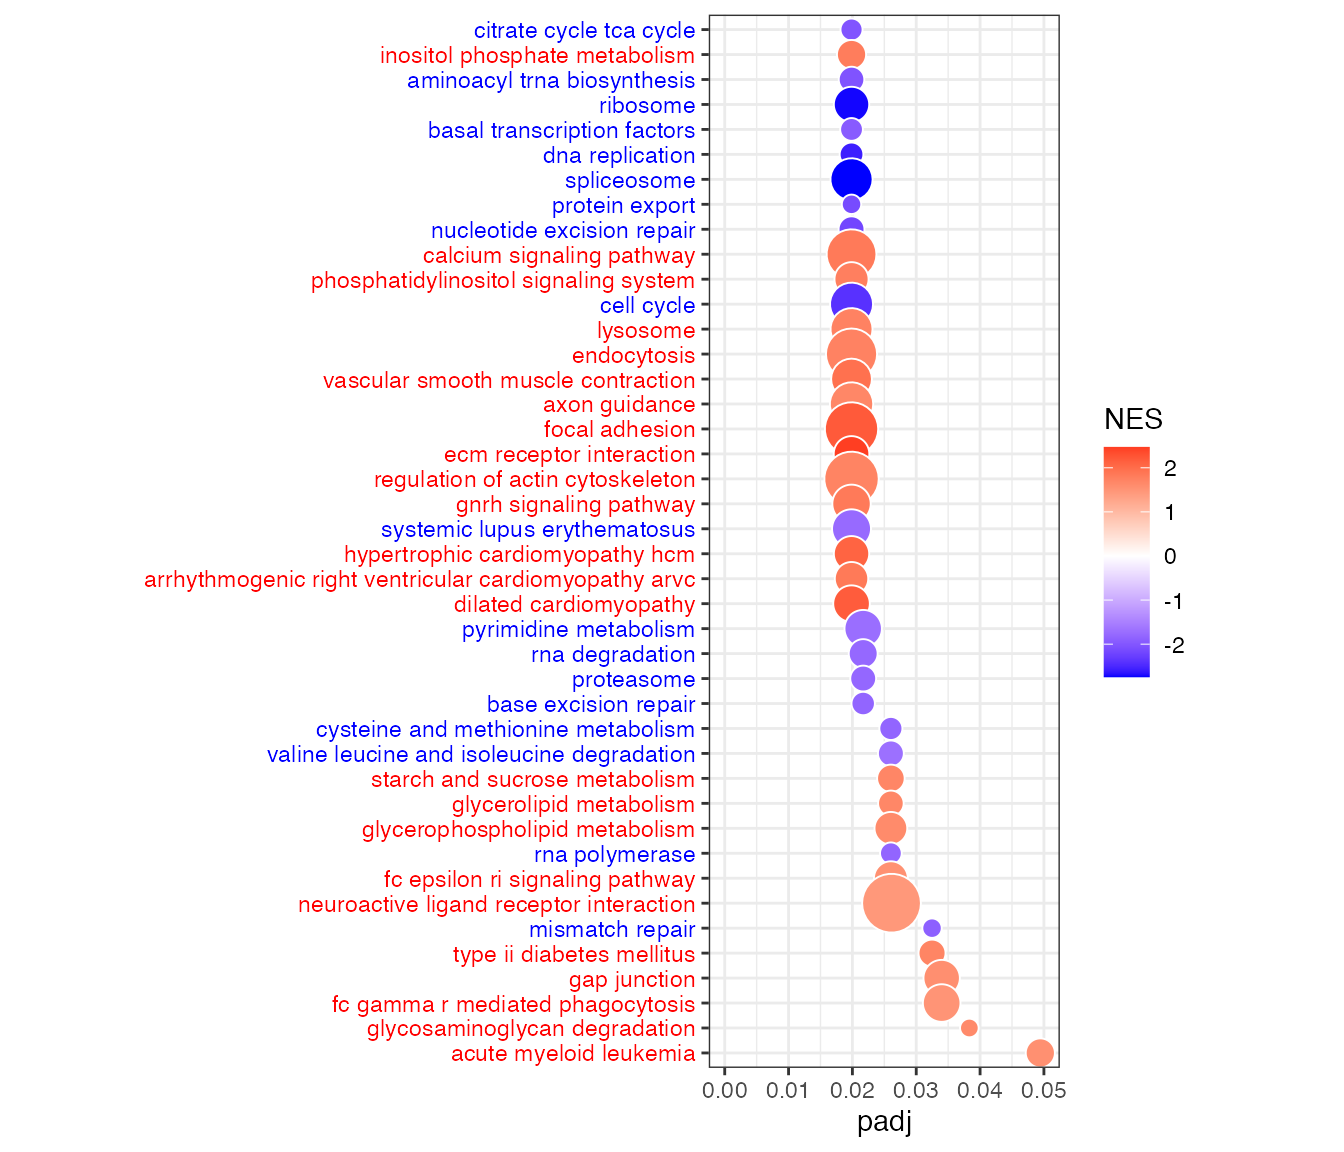 citrate cycle tca cycle
inositol phosphate metabolism
aminoacyl trna biosynthesis
ribosome
basal transcription factors
dna replication
spliceosome
protein export
nucleotide excision repair
calcium signaling pathway
phosphatidylinositol signaling system
cell cycle
lysosome
endocytosis
vascular smooth muscle contraction
axon guidance
focal adhesion
ecm receptor interaction
regulation of actin cytoskeleton
gnrh signaling pathway
systemic lupus erythematosus
hypertrophic cardiomyopathy hcm
arrhythmogenic right ventricular cardiomyopathy arvc
dilated cardiomyopathy
pyrimidine metabolism
rna degradation
proteasome
base excision repair
cysteine and methionine metabolism
valine leucine and isoleucine degradation
starch and sucrose metabolism
glycerolipid metabolism
glycerophospholipid metabolism
rna polymerase
fc epsilon ri signaling pathway
neuroactive ligand receptor interaction
mismatch repair
type ii diabetes mellitus
gap junction
fc gamma r mediated phagocytosis
glycosaminoglycan degradation
acute myeloid leukemia
0.00 0.01 0.02 0.03 0.04 0.05
padj
NES
2
1
0
-1
-2